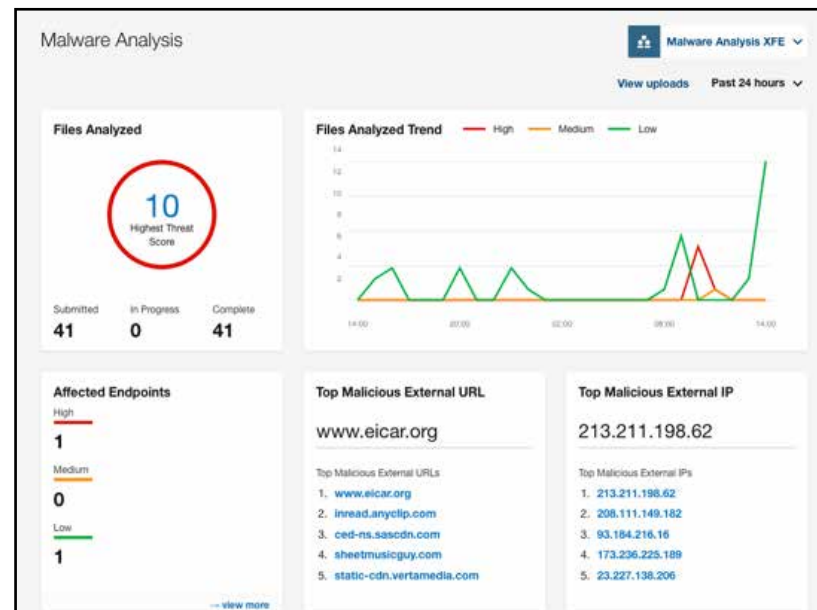 Malware Analysis
Malware Analysis XFE
View uploads Past 24 hours
Files Analyzed
10
Highest Threat
Score
Submitted In Progress Complete
41 0 41
Files Analyzed Trend High Medium Low
14
12
10
8
6
4
2
14:00 20:00 02:00 08:00 14:00
Affected Endpoints
High
1
Medium
0
Low
1
→ view more
Top Malicious External URL
www.eicar.org
Top Malicious External URLs
1. www.eicar.org
2. inread.anyclip.com
3. ced-ns.sascdn.com
4. sheetmusicguy.com
5. static-cdn.vertamedia.com
Top Malicious External IP
213.211.198.62
Top Malicious External IPs
1. 213.211.198.62
2. 208.111.149.182
3. 93.184.216.16
4. 173.236.225.189
5. 23.227.138.206